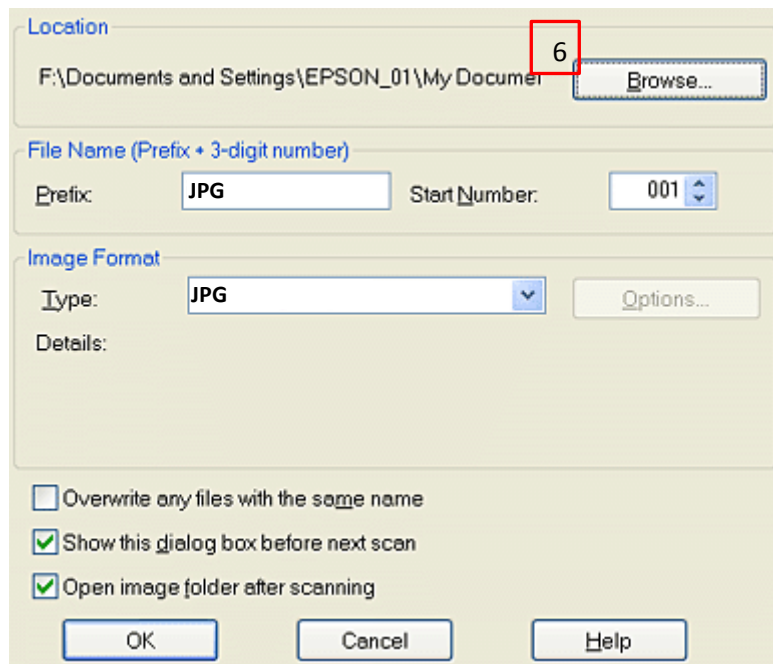 Location
6
F:\Documents and Settings\EPSON_01\My Documer Browse...
File Name (Prefix + 3-digit number)
Prefix: JPG Start Number: 001
Image Format
Type: JPG Options...
Details:
Overwrite any files with the same name
Show this dialog box before next scan
Open image folder after scanning
OK Cancel Help